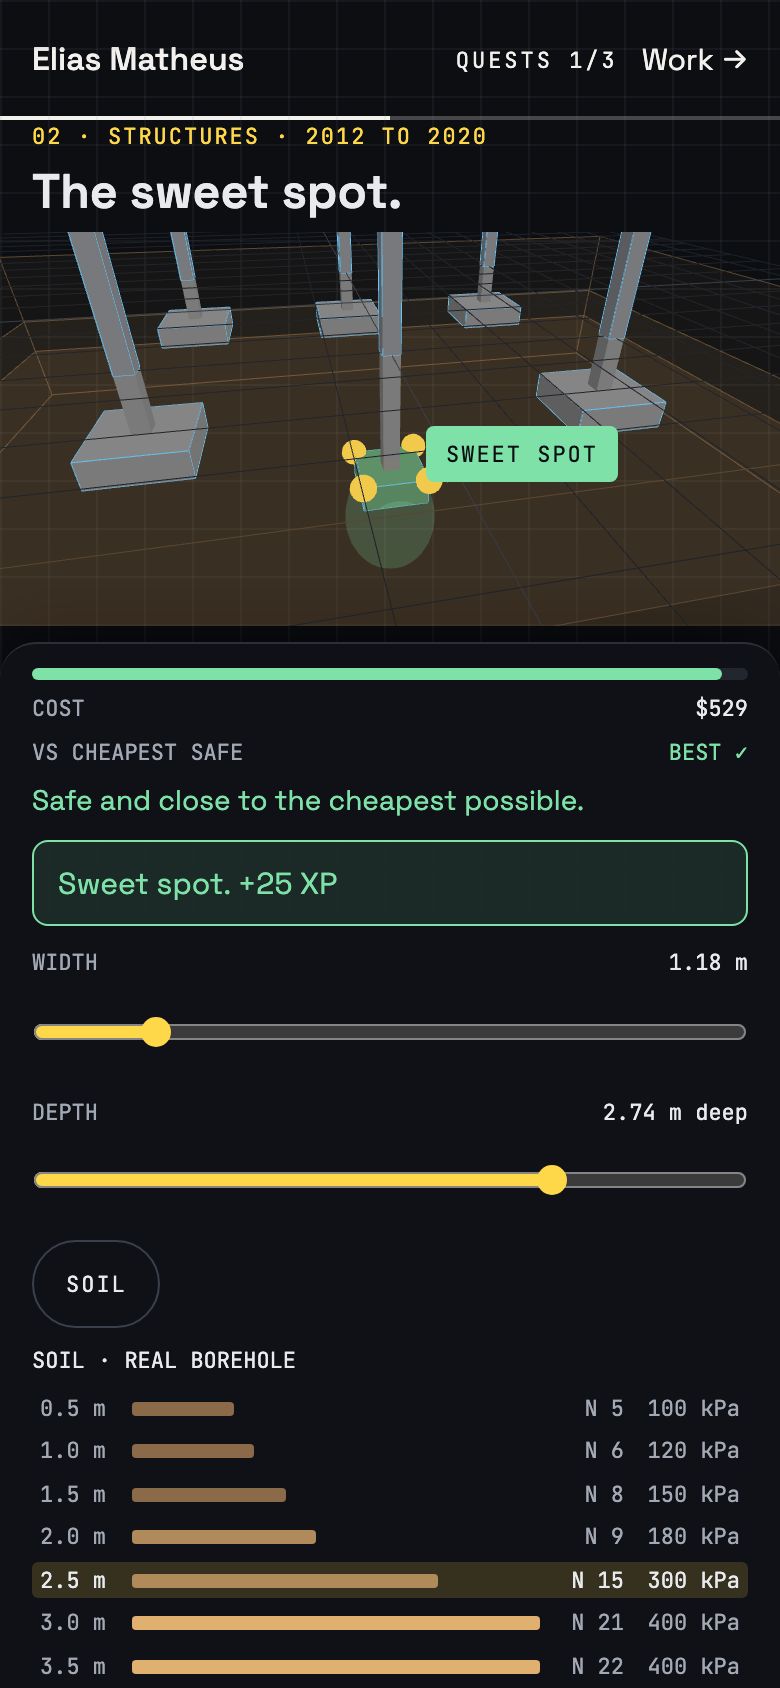 Elias Matheus
QUESTS 1/3 Work →
02 · STRUCTURES · 2012 TO 2020
The sweet spot.
SWEET SPOT
COST $529
VS CHEAPEST SAFE BEST ✓
Safe and close to the cheapest possible.
Sweet spot. +25 XP
WIDTH 1.18 m
DEPTH 2.74 m deep
SOIL
SOIL · REAL BOREHOLE
0.5 m N 5 100 kPa
1.0 m N 6 120 kPa
1.5 m N 8 150 kPa
2.0 m N 9 180 kPa
2.5 m N 15 300 kPa
3.0 m N 21 400 kPa
3.5 m N 22 400 kPa